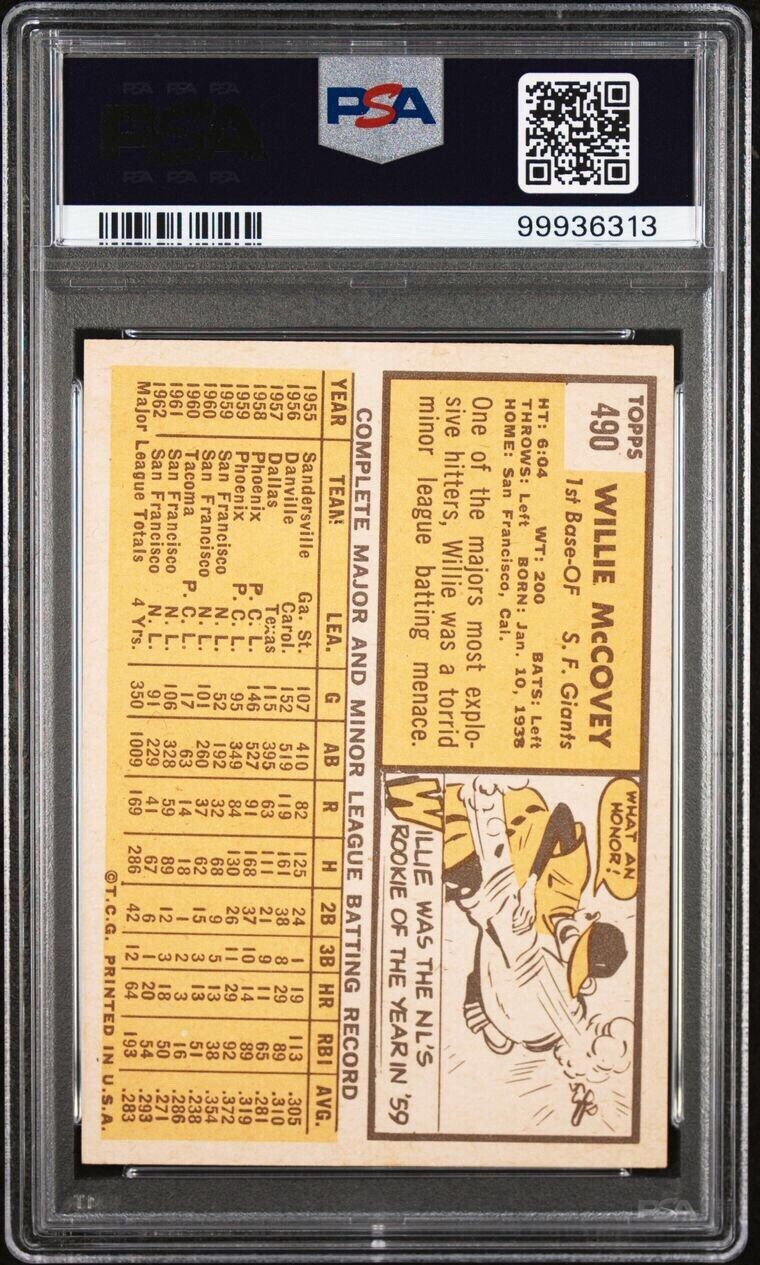 PSA PSA PSA
PSA
PSA PSA PSA
PSA
99936313
TOPPS
490
WILLIE McCOVEY
1st Base-OF S. F. Giants
HT: 6:04 WT: 200 BATS: Left
THROWS: Left BORN: Jan. 10, 1938
HOME: San Francisco, Cal.
One of the majors most explo-
sive hitters, Willie was a torrid
minor league batting menace.
WHAT AN
HONOR!
WILLIE WAS THE NL'S
ROOKIE OF THE YEAR IN '59
COMPLETE MAJOR AND MINOR LEAGUE BATTING RECORD
YEAR TEAM LEA. G AB R H 2B 3B HR RBI AVG.
1955 Sandersville Ga. St. 107 410 82 125 24 1 19 113 .305
1956 Danville Carol. 152 519 119 161 38 8 29 89 .310
1957 Dallas Texas 115 395 63 111 21 9 11 65 .281
1958 Phoenix P. C. L. 146 527 91 168 37 10 14 89 .319
1959 Phoenix P. C. L. 95 349 84 130 26 11 29 92 .372
1959 San Francisco N. L. 52 192 32 68 9 5 13 38 .354
1960 San Francisco N. L. 101 260 37 62 15 3 13 51 .238
1960 Tacoma P. C. L. 17 63 14 18 1 2 3 16 .286
1961 San Francisco N. L. 106 328 59 89 12 3 18 50 .271
1962 San Francisco N. L. 91 229 41 67 6 1 20 54 .293
Major League Totals 4 Yrs. 350 1009 169 286 42 12 64 193 .283
©T.C.G. PRINTED IN U.S.A.
PSA